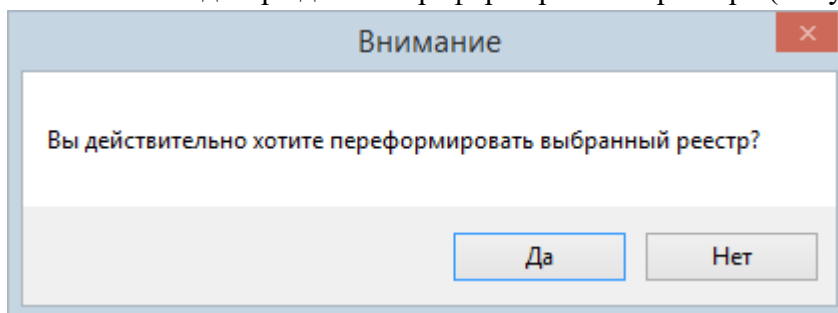 Внимание
Вы действительно хотите переформировать выбранный реестр?
Да Нет